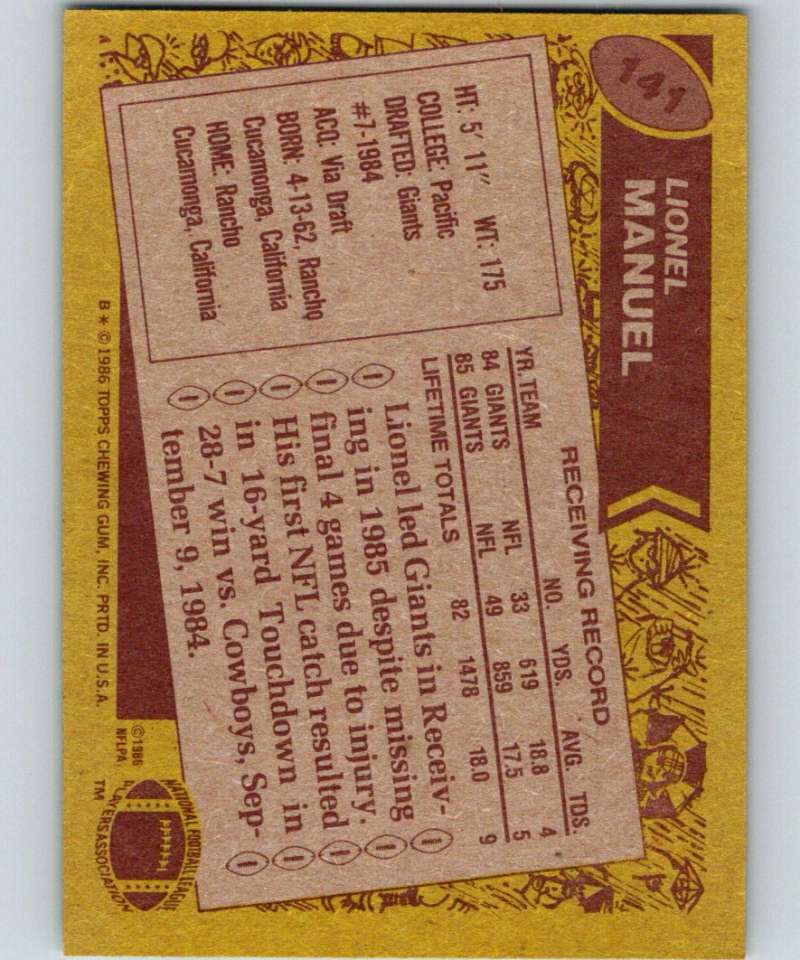 141
LIONEL
MANUEL
HT: 5' 11" WT: 175
COLLEGE: Pacific
DRAFTED: Giants
#7-1984
ACQ: Via Draft
BORN: 4-13-62, Rancho
Cucamonga, California
HOME: Rancho
Cucamonga, California
RECEIVING RECORD
YR. TEAM NO. YDS. AVG. TDS.
84 GIANTS NFL 33 619 18.8 4
85 GIANTS NFL 49 859 17.5 5
LIFETIME TOTALS 82 1478 18.0 9
Lionel led Giants in Receiv-
ing in 1985 despite missing
final 4 games due to injury.
His first NFL catch resulted
in 16-yard Touchdown in
28-7 win vs. Cowboys, Sep-
tember 9, 1984.
B * © 1986 TOPPS CHEWING GUM, INC. PRTD. IN U.S.A.
© 1986
NFLPA
NATIONAL FOOTBALL LEAGUE
PLAYERS ASSOCIATION
TM